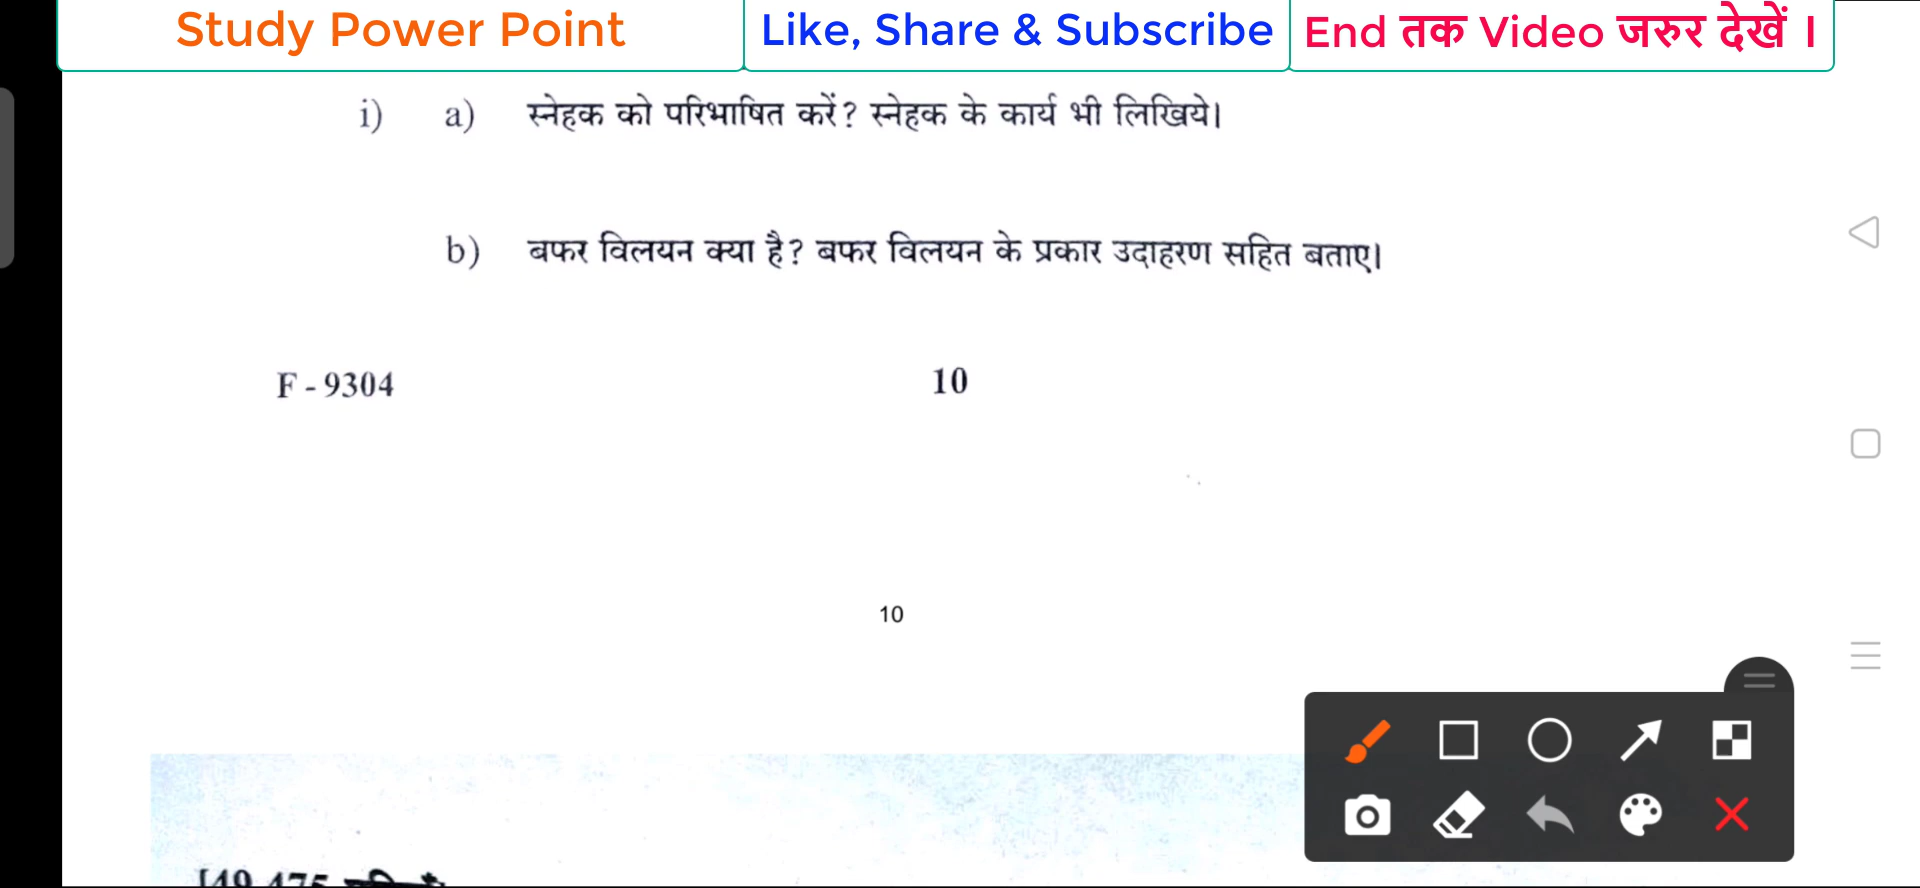 Study Power Point
Like, Share & Subscribe
End तक Video जरुर देखें ।
i) a) स्नेहक को परिभाषित करें? स्नेहक के कार्य भी लिखिये।
b) बफर विलयन क्या है? बफर विलयन के प्रकार उदाहरण सहित बताए।
F - 9304 10
10